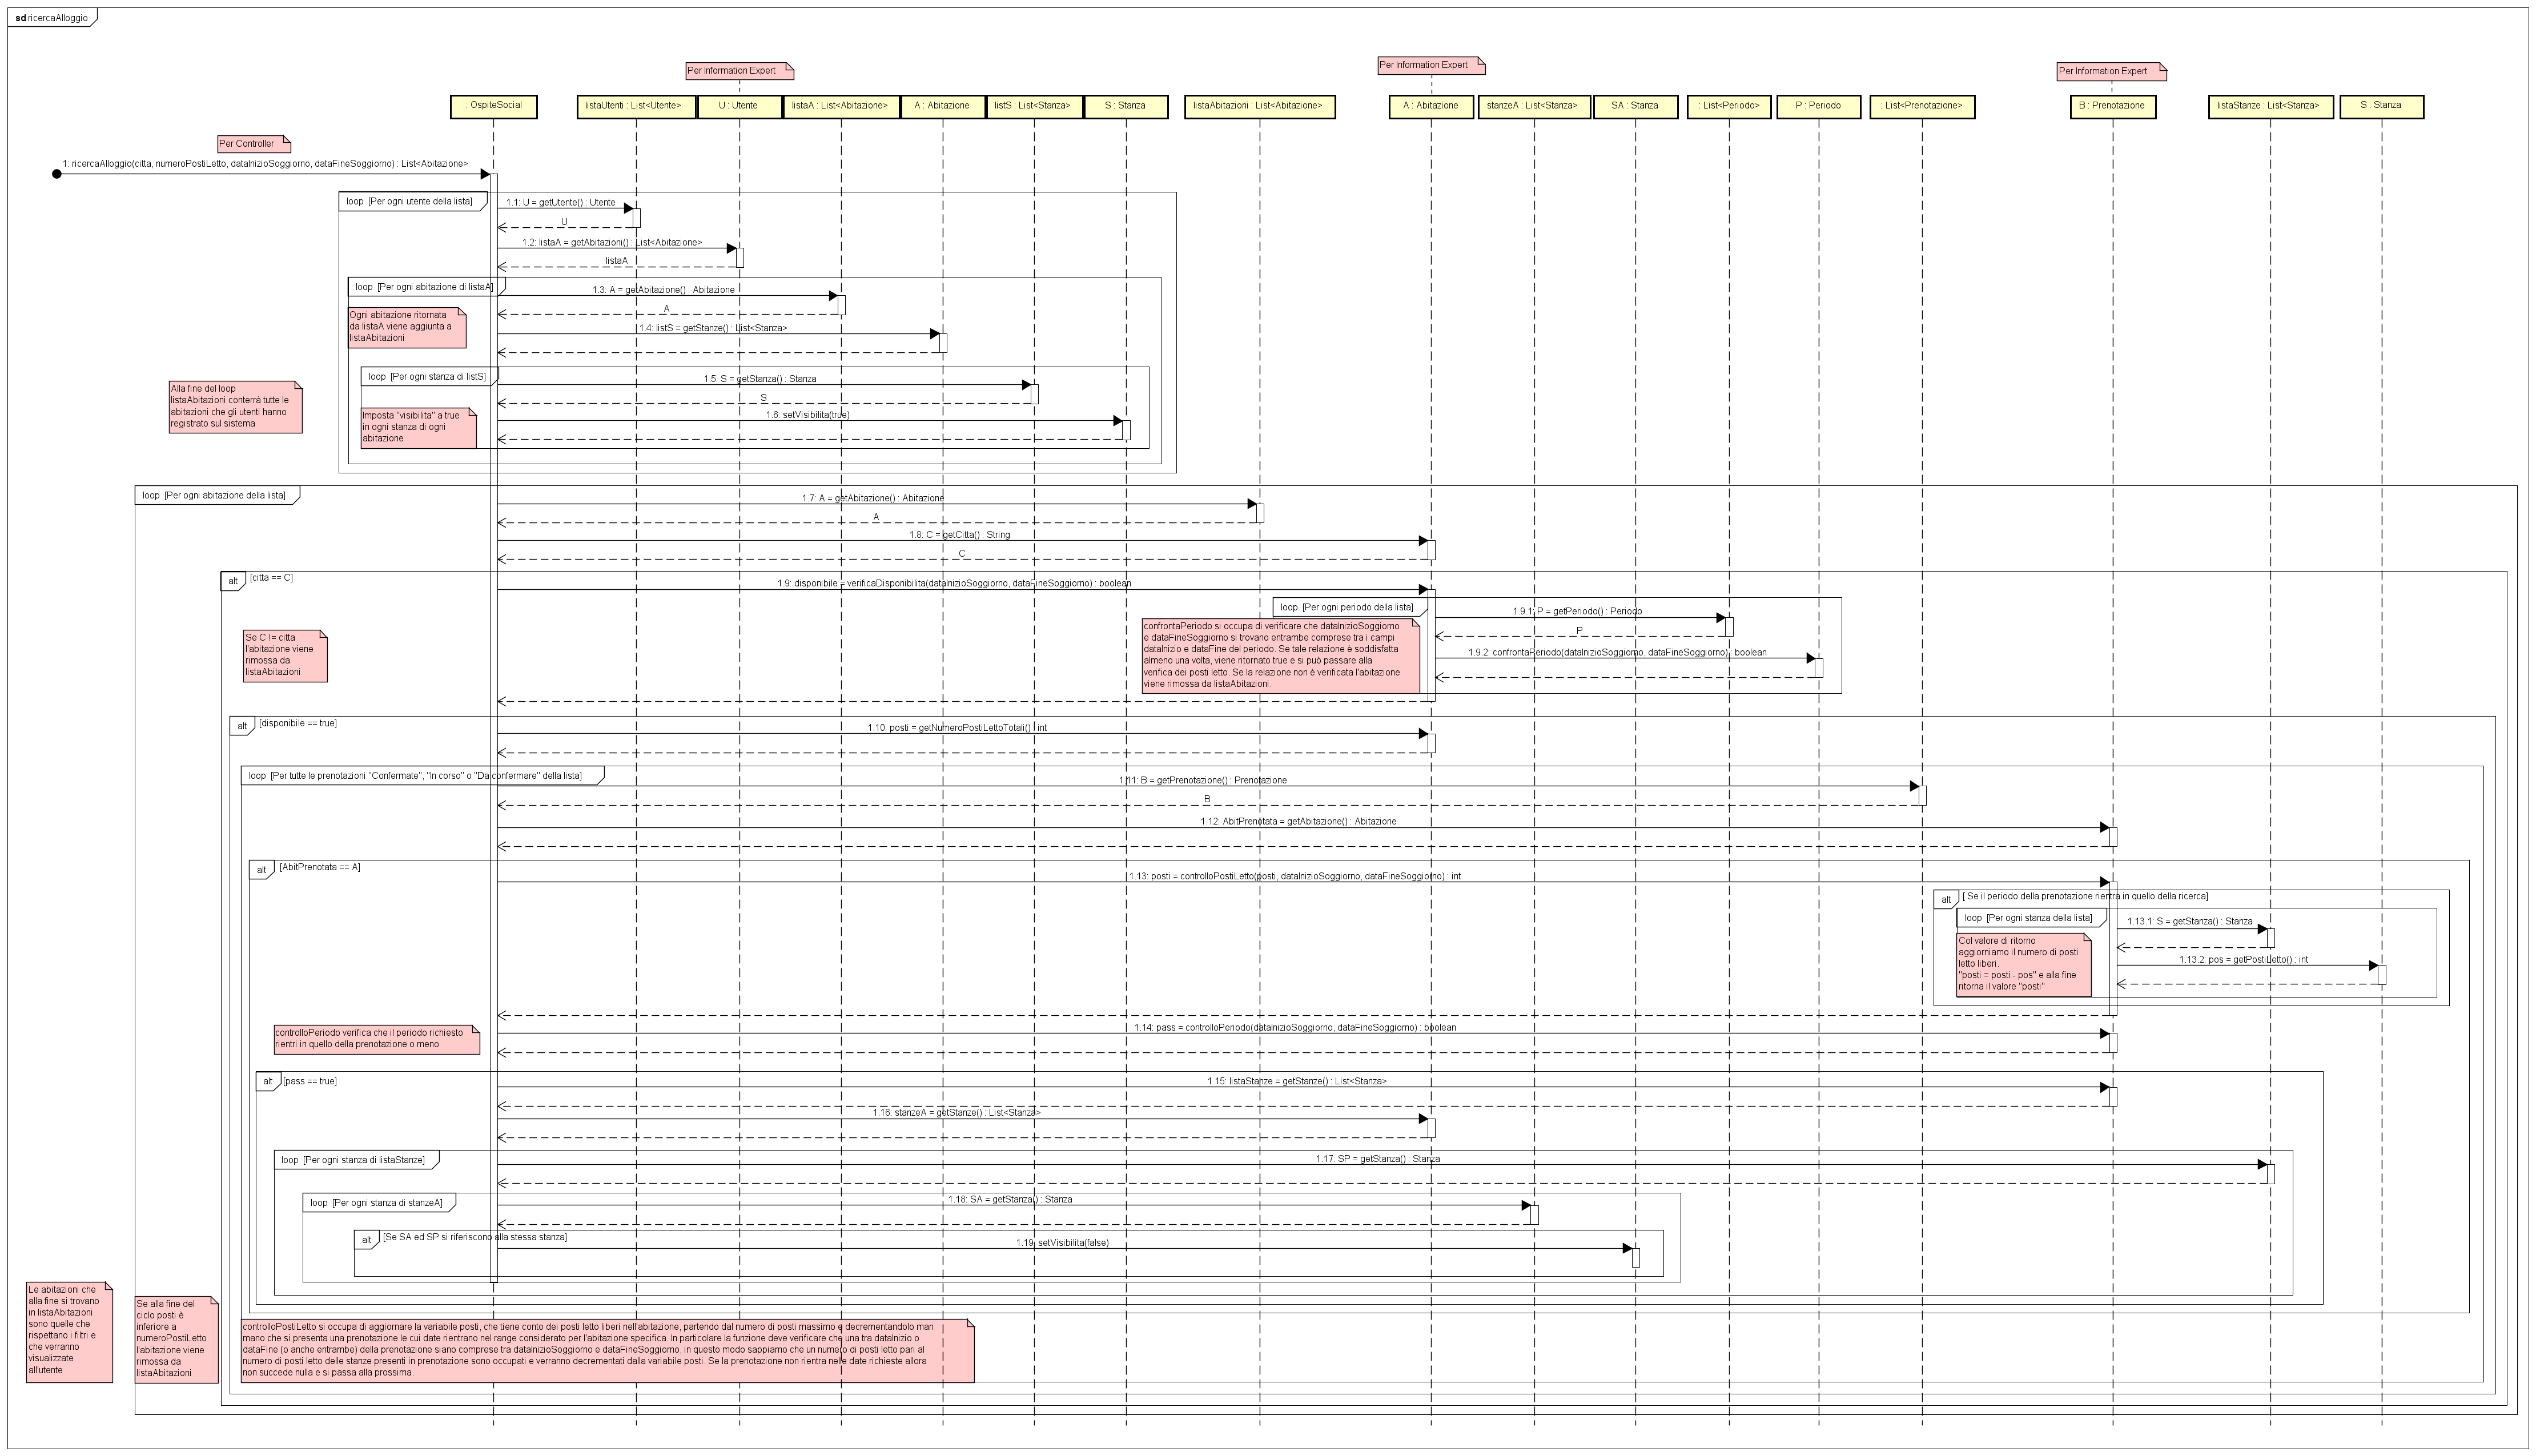 sd ricercaAlloggio
Per Information Expert
Per Information Expert
Per Information Expert
: OspiteSocial
listaUtenti : List<Utente>
U : Utente
listaA : List<Abitazione>
A : Abitazione
listS : List<Stanza>
S : Stanza
listaAbitazioni : List<Abitazione>
A : Abitazione
stanzeA : List<Stanza>
SA : Stanza
: List<Periodo>
P : Periodo
: List<Prenotazione>
B : Prenotazione
listaStanze : List<Stanza>
S : Stanza
Per Controller
1: ricercaAlloggio(citta, numeroPostiLetto, dataInizioSoggiorno, dataFineSoggiorno) : List<Abitazione>
loop [Per ogni utente della lista]
1.1: U = getUtente() : Utente
U
1.2: listaA = getAbitazioni() : List<Abitazione>
listaA
loop [Per ogni abitazione di listaA]
1.3: A = getAbitazione() : Abitazione
A
Ogni abitazione ritornata
da listaA viene aggiunta a
listaAbitazioni
1.4: listS = getStanze() : List<Stanza>
loop [Per ogni stanza di listS]
1.5: S = getStanza() : Stanza
S
Alla fine del loop
listaAbitazioni conterrà tutte le
abitazioni che gli utenti hanno
registrato sul sistema
Imposta "visibilita" a true
in ogni stanza di ogni
abitazione
1.6: setVisibilita(true)
loop [Per ogni abitazione della lista]
1.7: A = getAbitazione() : Abitazione
A
1.8: C = getCitta() : String
C
alt [citta == C]
1.9: disponibile = verificaDisponibilita(dataInizioSoggiorno, dataFineSoggiorno) : boolean
loop [Per ogni periodo della lista]
1.9.1: P = getPeriodo() : Periodo
P
Se C != citta
l'abitazione viene
rimossa da
listaAbitazioni
confrontaPeriodo si occupa di verificare che dataInizioSoggiorno
e dataFineSoggiorno si trovano entrambe comprese tra i campi
dataInizio e dataFine del periodo. Se tale relazione è soddisfatta
almeno una volta, viene ritornato true e si può passare alla
verifica dei posti letto. Se la relazione non è verificata l'abitazione
viene rimossa da listaAbitazioni.
1.9.2: confrontaPeriodo(dataInizioSoggiorno, dataFineSoggiorno) : boolean
alt [disponibile == true]
1.10: posti = getNumeroPostiLettoTotali() : int
loop [Per tutte le prenotazioni "Confermate", "In corso" o "Da confermare" della lista]
1.11: B = getPrenotazione() : Prenotazione
B
1.12: AbitPrenotata = getAbitazione() : Abitazione
alt [AbitPrenotata == A]
1.13: posti = controlloPostiLetto(posti, dataInizioSoggiorno, dataFineSoggiorno) : int
alt [ Se il periodo della prenotazione rientra in quello della ricerca]
loop [Per ogni stanza della lista]
1.13.1: S = getStanza() : Stanza
Col valore di ritorno
aggiorniamo il numero di posti
letto liberi.
"posti = posti - pos" e alla fine
ritorna il valore "posti"
1.13.2: pos = getPostiLetto() : int
controlloPeriodo verifica che il periodo richiesto
rientri in quello della prenotazione o meno
1.14: pass = controlloPeriodo(dataInizioSoggiorno, dataFineSoggiorno) : boolean
alt [pass == true]
1.15: listaStanze = getStanze() : List<Stanza>
1.16: stanzeA = getStanze() : List<Stanza>
loop [Per ogni stanza di listaStanze]
1.17: SP = getStanza() : Stanza
loop [Per ogni stanza di stanzeA]
1.18: SA = getStanza() : Stanza
alt [Se SA ed SP si riferiscono alla stessa stanza]
1.19: setVisibilita(false)
Le abitazioni che
alla fine si trovano
in listaAbitazioni
sono quelle che
rispettano i filtri e
che verranno
visualizzate
all'utente
Se alla fine del
ciclo posti è
inferiore a
numeroPostiLetto
l'abitazione viene
rimossa da
listaAbitazioni
controlloPostiLetto si occupa di aggiornare la variabile posti, che tiene conto dei posti letto liberi nell'abitazione, partendo dal numero di posti massimo e decrementandolo man
mano che si presenta una prenotazione le cui date rientrano nel range considerato per l'abitazione specifica. In particolare la funzione deve verificare che una tra dataInizio o
dataFine (o anche entrambe) della prenotazione siano comprese tra dataInizioSoggiorno e dataFineSoggiorno, in questo modo sappiamo che un numero di posti letto pari al
numero di posti letto delle stanze presenti in prenotazione sono occupati e verranno decrementati dalla variabile posti. Se la prenotazione non rientra nelle date richieste allora
non succede nulla e si passa alla prossima.